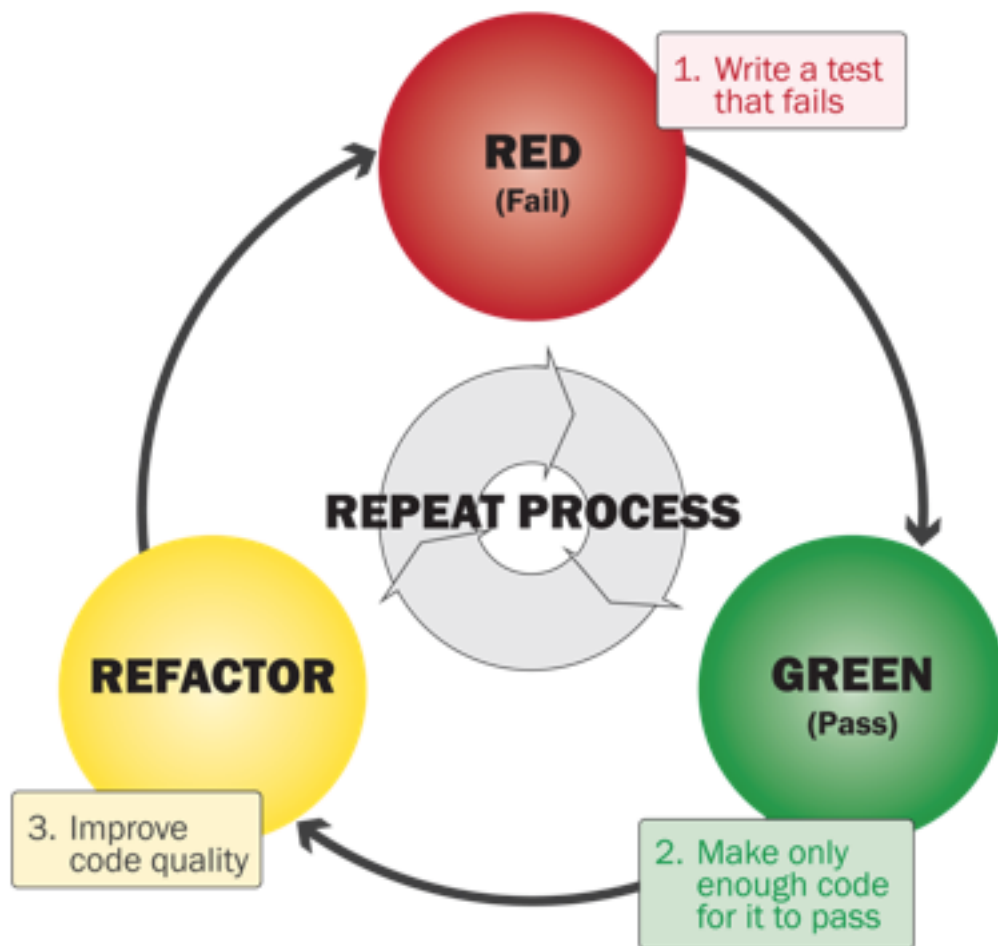 RED
(Fail)
1. Write a test
that fails
REPEAT PROCESS
GREEN
(Pass)
2. Make only
enough code
for it to pass
REFACTOR
3. Improve
code quality